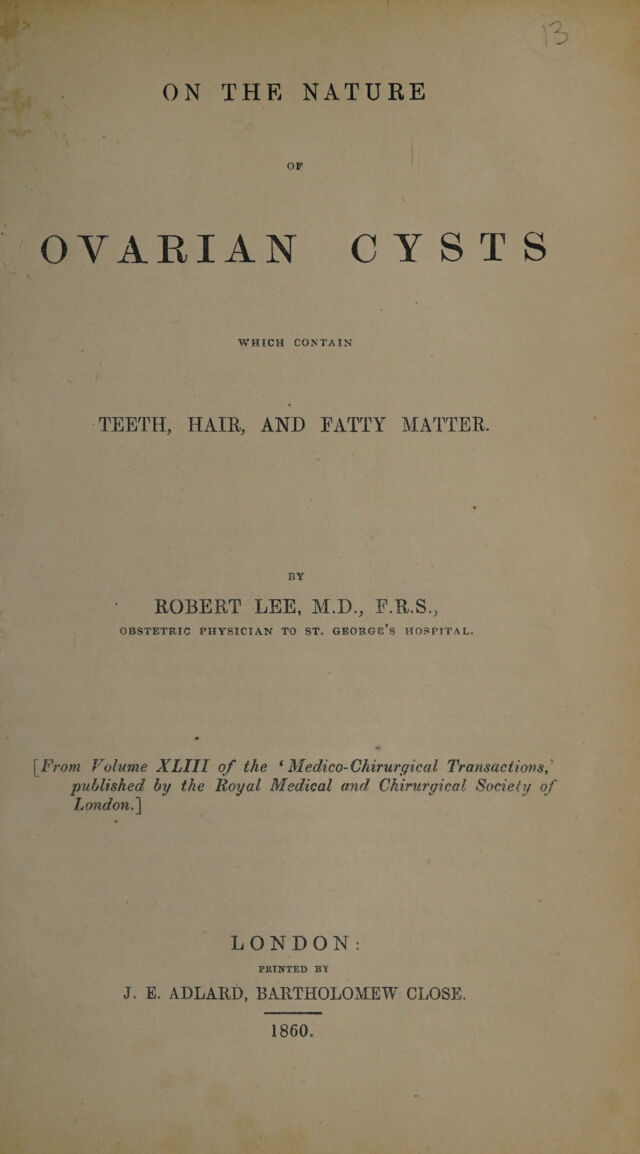 13
ON THE NATURE
OF
OVARIAN CYSTS
WHICH CONTAIN
TEETH, HAIR, AND FATTY MATTER.
BY
ROBERT LEE, M.D., F.R.S.,
OBSTETRIC PHYSICIAN TO ST. GEORGE'S HOSPITAL.
[From Volume XLIII of the ‘Medico-Chirurgical Transactions,’
published by the Royal Medical and Chirurgical Society of
London.]
LONDON:
PRINTED BY
J. E. ADLARD, BARTHOLOMEW CLOSE.
1860.